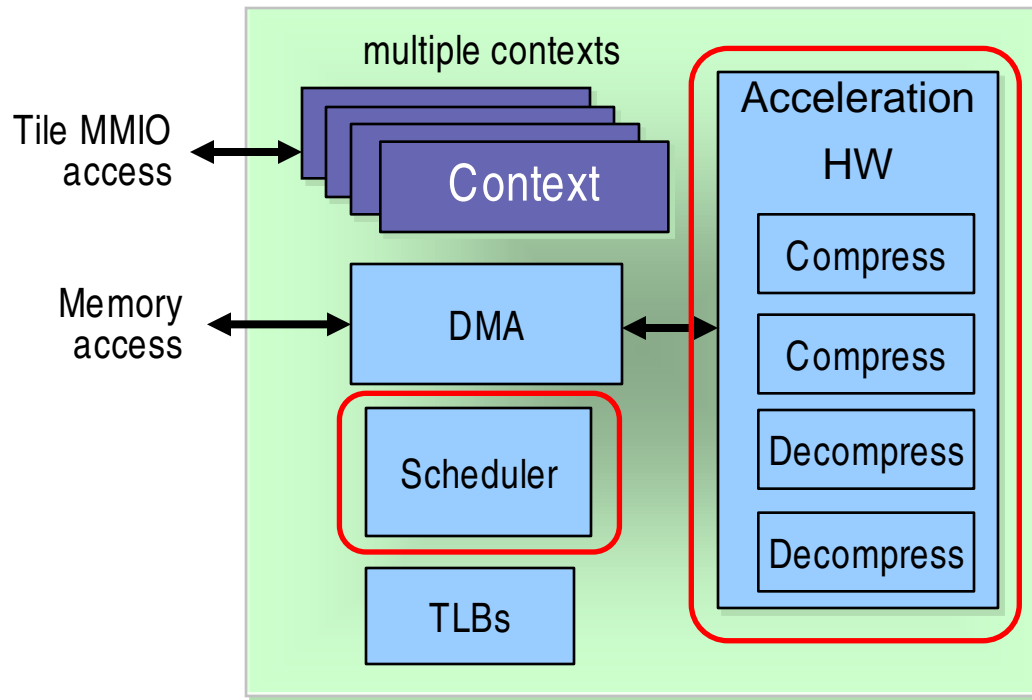 multiple contexts
Tile MMIO
access
Context
Memory
access
DMA
Scheduler
TLBs
Acceleration
HW
Compress
Compress
Decompress
Decompress